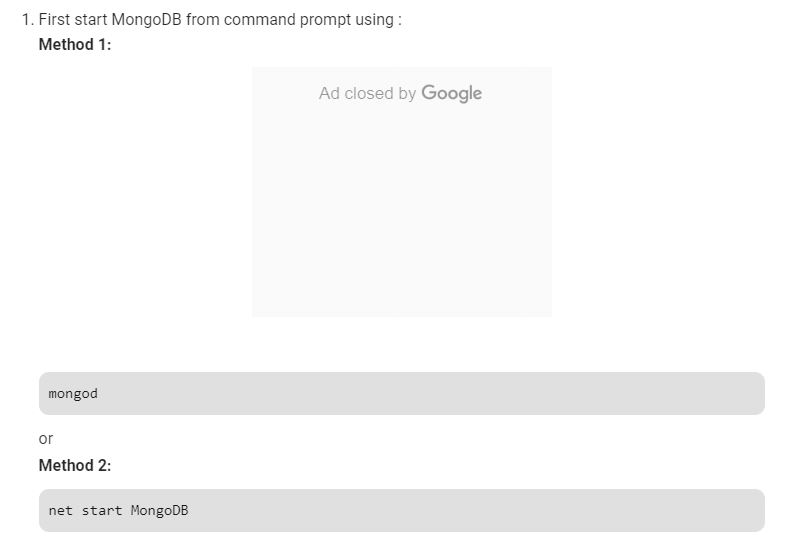 1. First start MongoDB from command prompt using :
Method 1:
Ad closed by Google
mongod
or
Method 2:
net start MongoDB